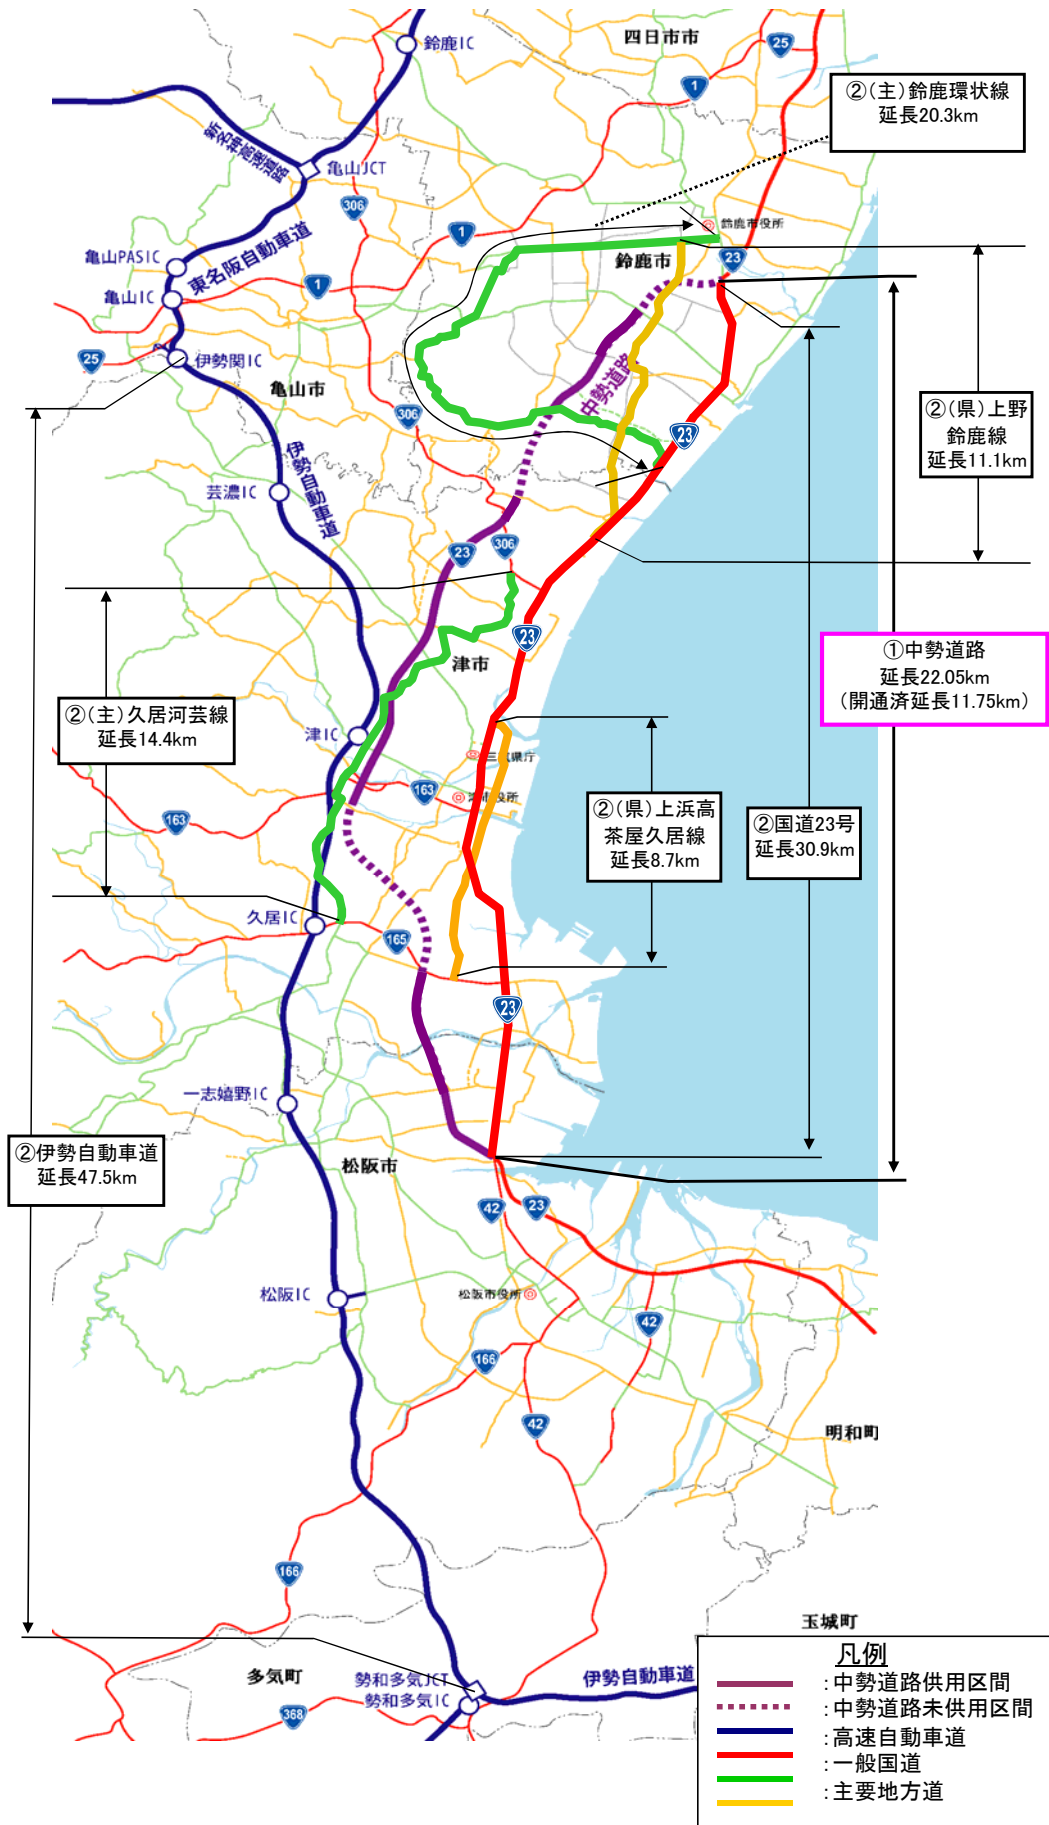 鈴鹿IC
四日市市
25
1
②(主)鈴鹿環状線
延長20.3km
新名神高速道路
亀山JCT
306
1
鈴鹿市役所
亀山PASIC
東名阪自動車道
鈴鹿市
23
亀山IC
1
25
伊勢関IC
亀山市
中勢道路
306
23
②(県)上野
鈴鹿線
延長11.1km
伊勢自動車道
芸濃IC
23
306
23
津市
①中勢道路
延長22.05km
(開通済延長11.75km)
②(主)久居河芸線
延長14.4km
津IC
三重県庁
163
津市役所
163
②(県)上浜高
茶屋久居線
延長8.7km
②国道23号
延長30.9km
久居IC
165
23
一志嬉野IC
②伊勢自動車道
延長47.5km
松阪市
42
23
松阪IC
松阪市役所
42
166
42
明和町
166
玉城町
多気町
勢和多気JCT
勢和多気IC
伊勢自動車道
368
凡例
:中勢道路供用区間
:中勢道路未供用区間
:高速自動車道
:一般国道
:主要地方道